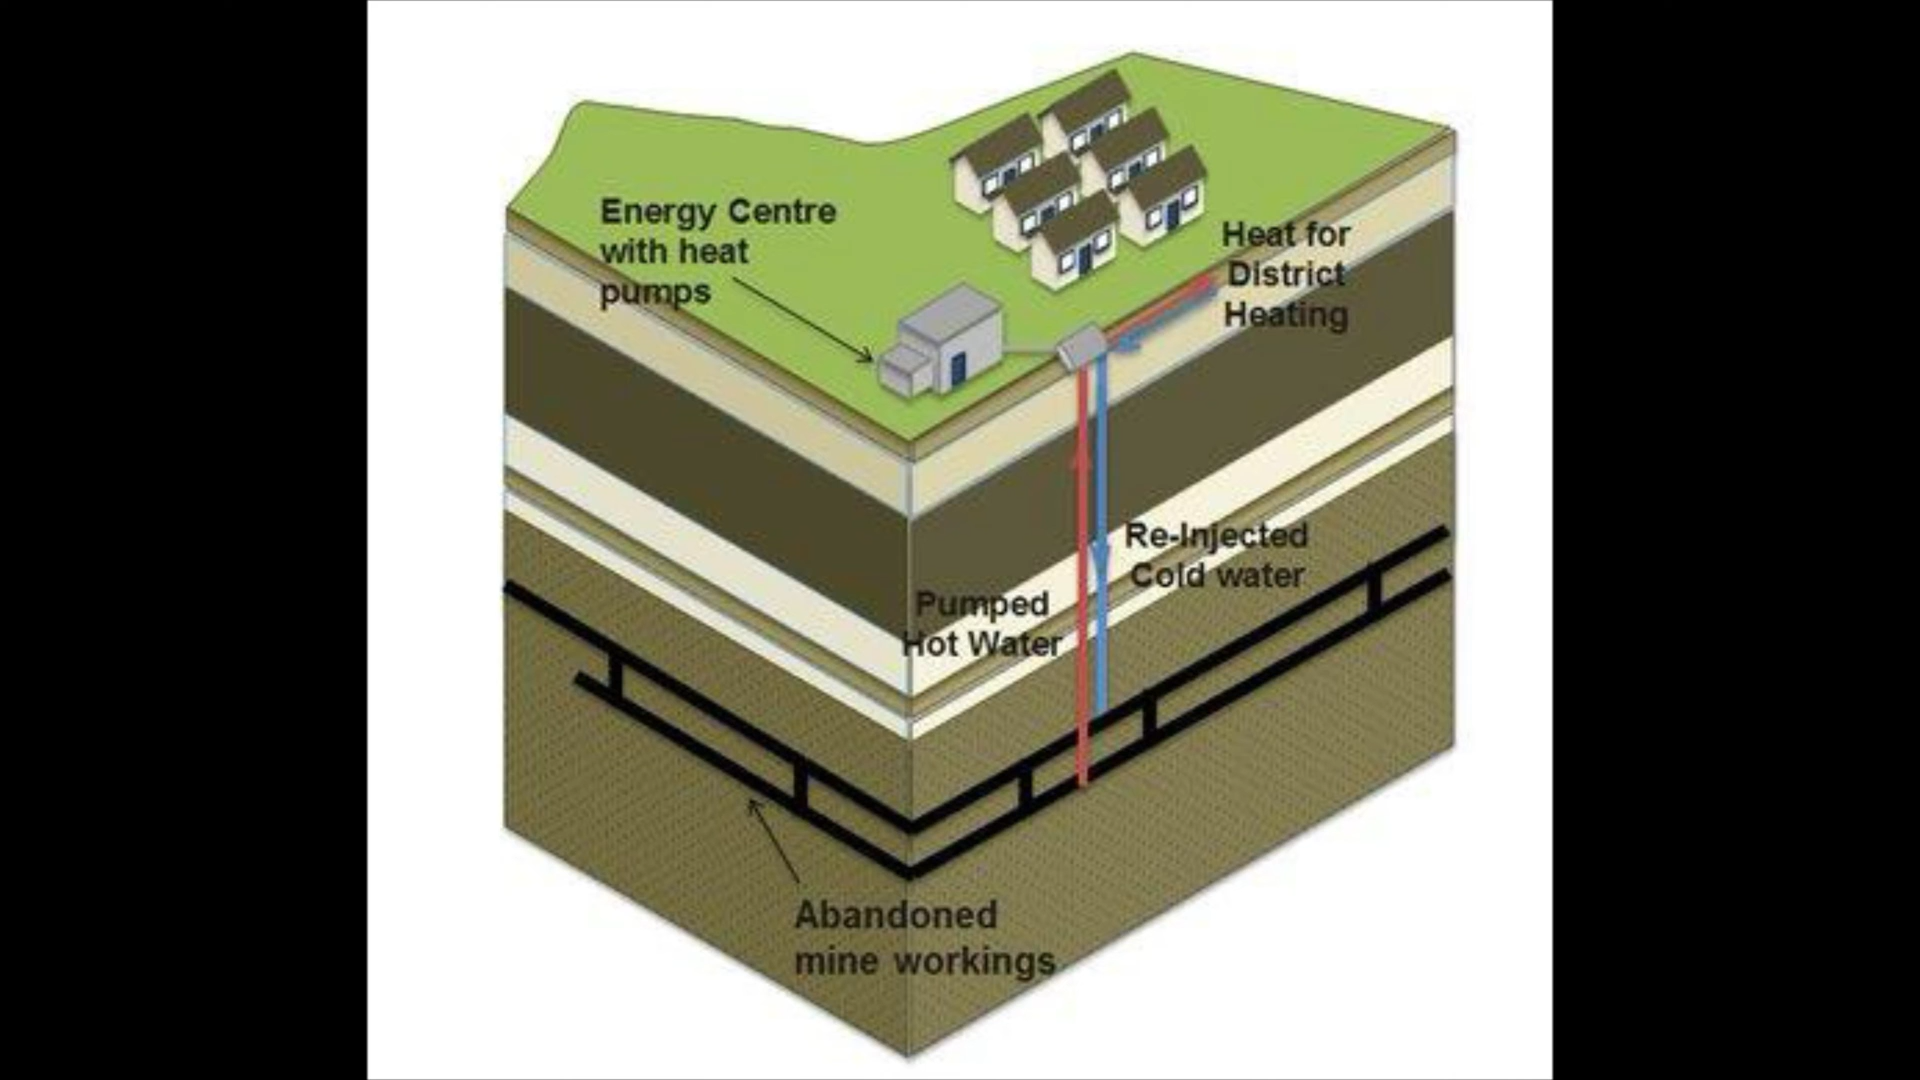 Energy Centre
with heat
pumps
Heat for
District
Heating
Re-Injected
Cold water
Pumped
Hot Water
Abandoned
mine workings